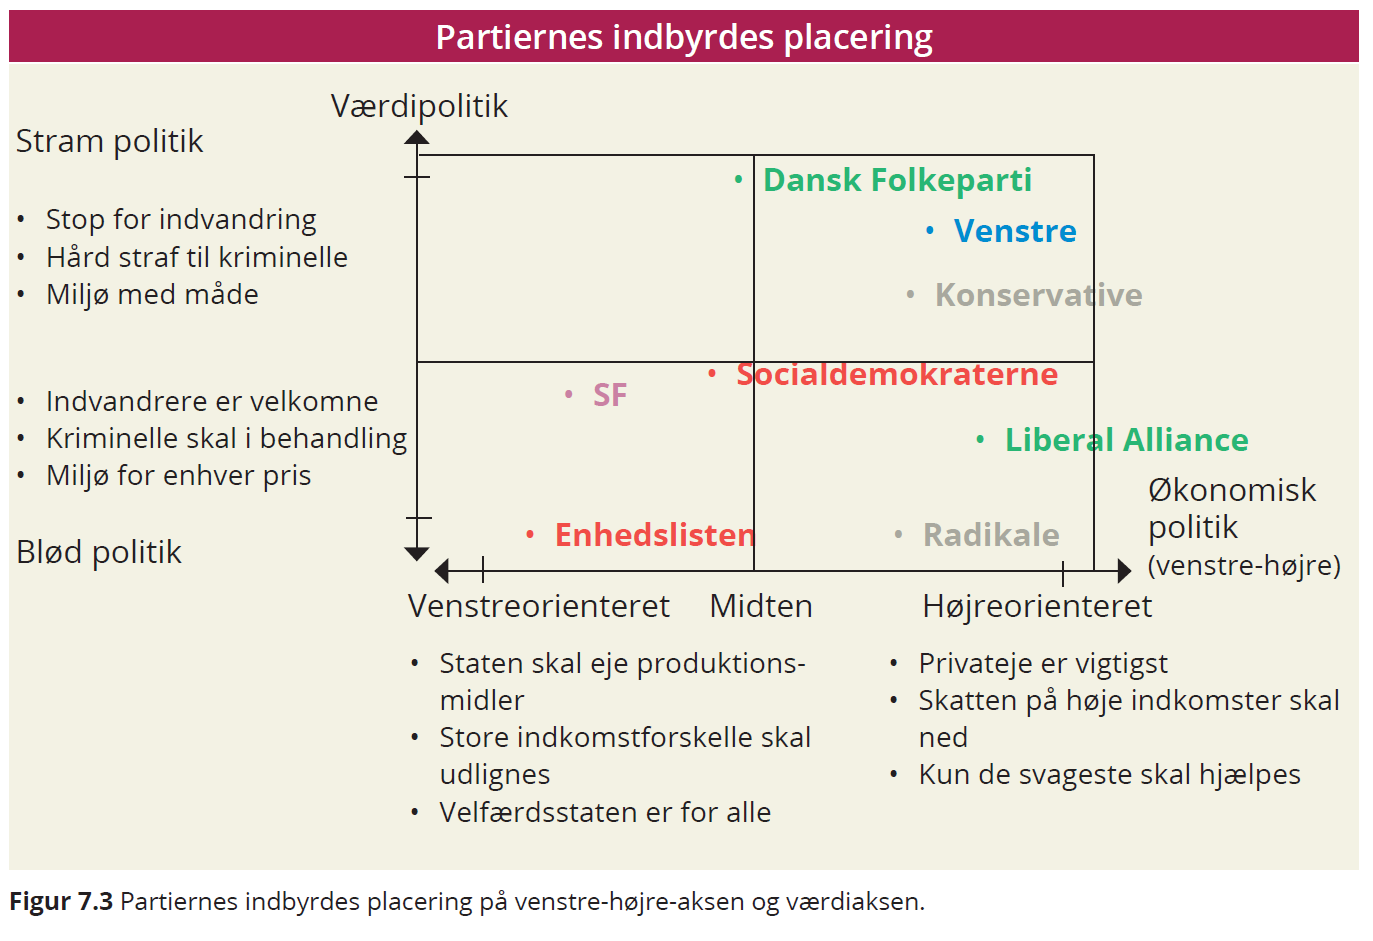 Partiernes indbyrdes placering
Værdipolitik
Stram politik
• Stop for indvandring
• Hård straf til kriminelle
• Miljø med måde
• Indvandrere er velkomne
• Kriminelle skal i behandling
• Miljø for enhver pris
Blød politik
• Dansk Folkeparti
• Venstre
• Konservative
• Socialdemokraterne
• SF
• Liberal Alliance
• Enhedslisten
• Radikale
Økonomisk
politik
(venstre-højre)
Venstreorienteret
Midten
Højreorienteret
• Staten skal eje produktions-
midler
• Store indkomstforskelle skal
udlignes
• Velfærdsstaten er for alle
• Privateje er vigtigst
• Skatten på høje indkomster skal
ned
• Kun de svageste skal hjælpes
Figur 7.3 Partiernes indbyrdes placering på venstre-højre-aksen og værdiaksen.